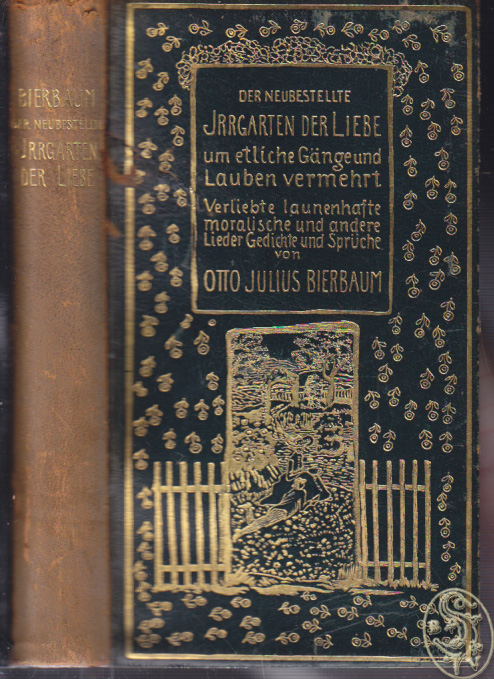 BIERBAUM
DER NEUBESTELLTE
IRRGARTEN
DER LIEBE
DER NEUBESTELLTE
JRRGARTEN DER LIEBE
um etliche Gänge und
Lauben vermehrt
Verliebte launenhafte
moralische und andere
Lieder Gedichte und Sprüche
von
OTTO JULIUS BIERBAUM